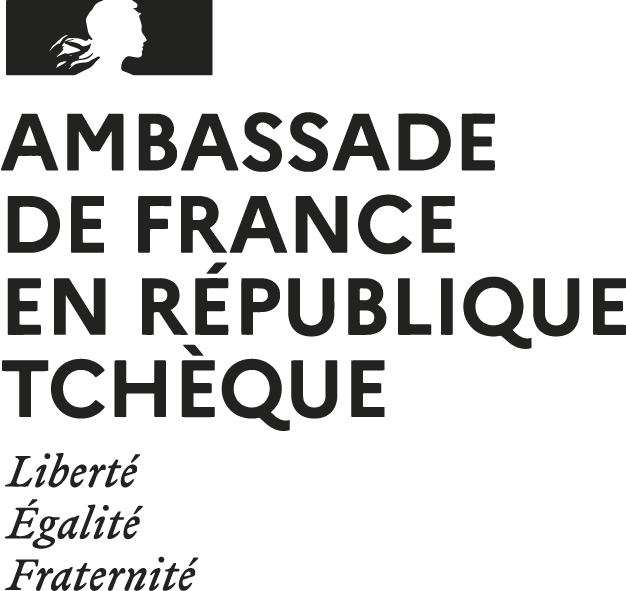 AMBASSADE
DE FRANCE
EN RÉPUBLIQUE
TCHÈQUE
Liberté
Égalité
Fraternité